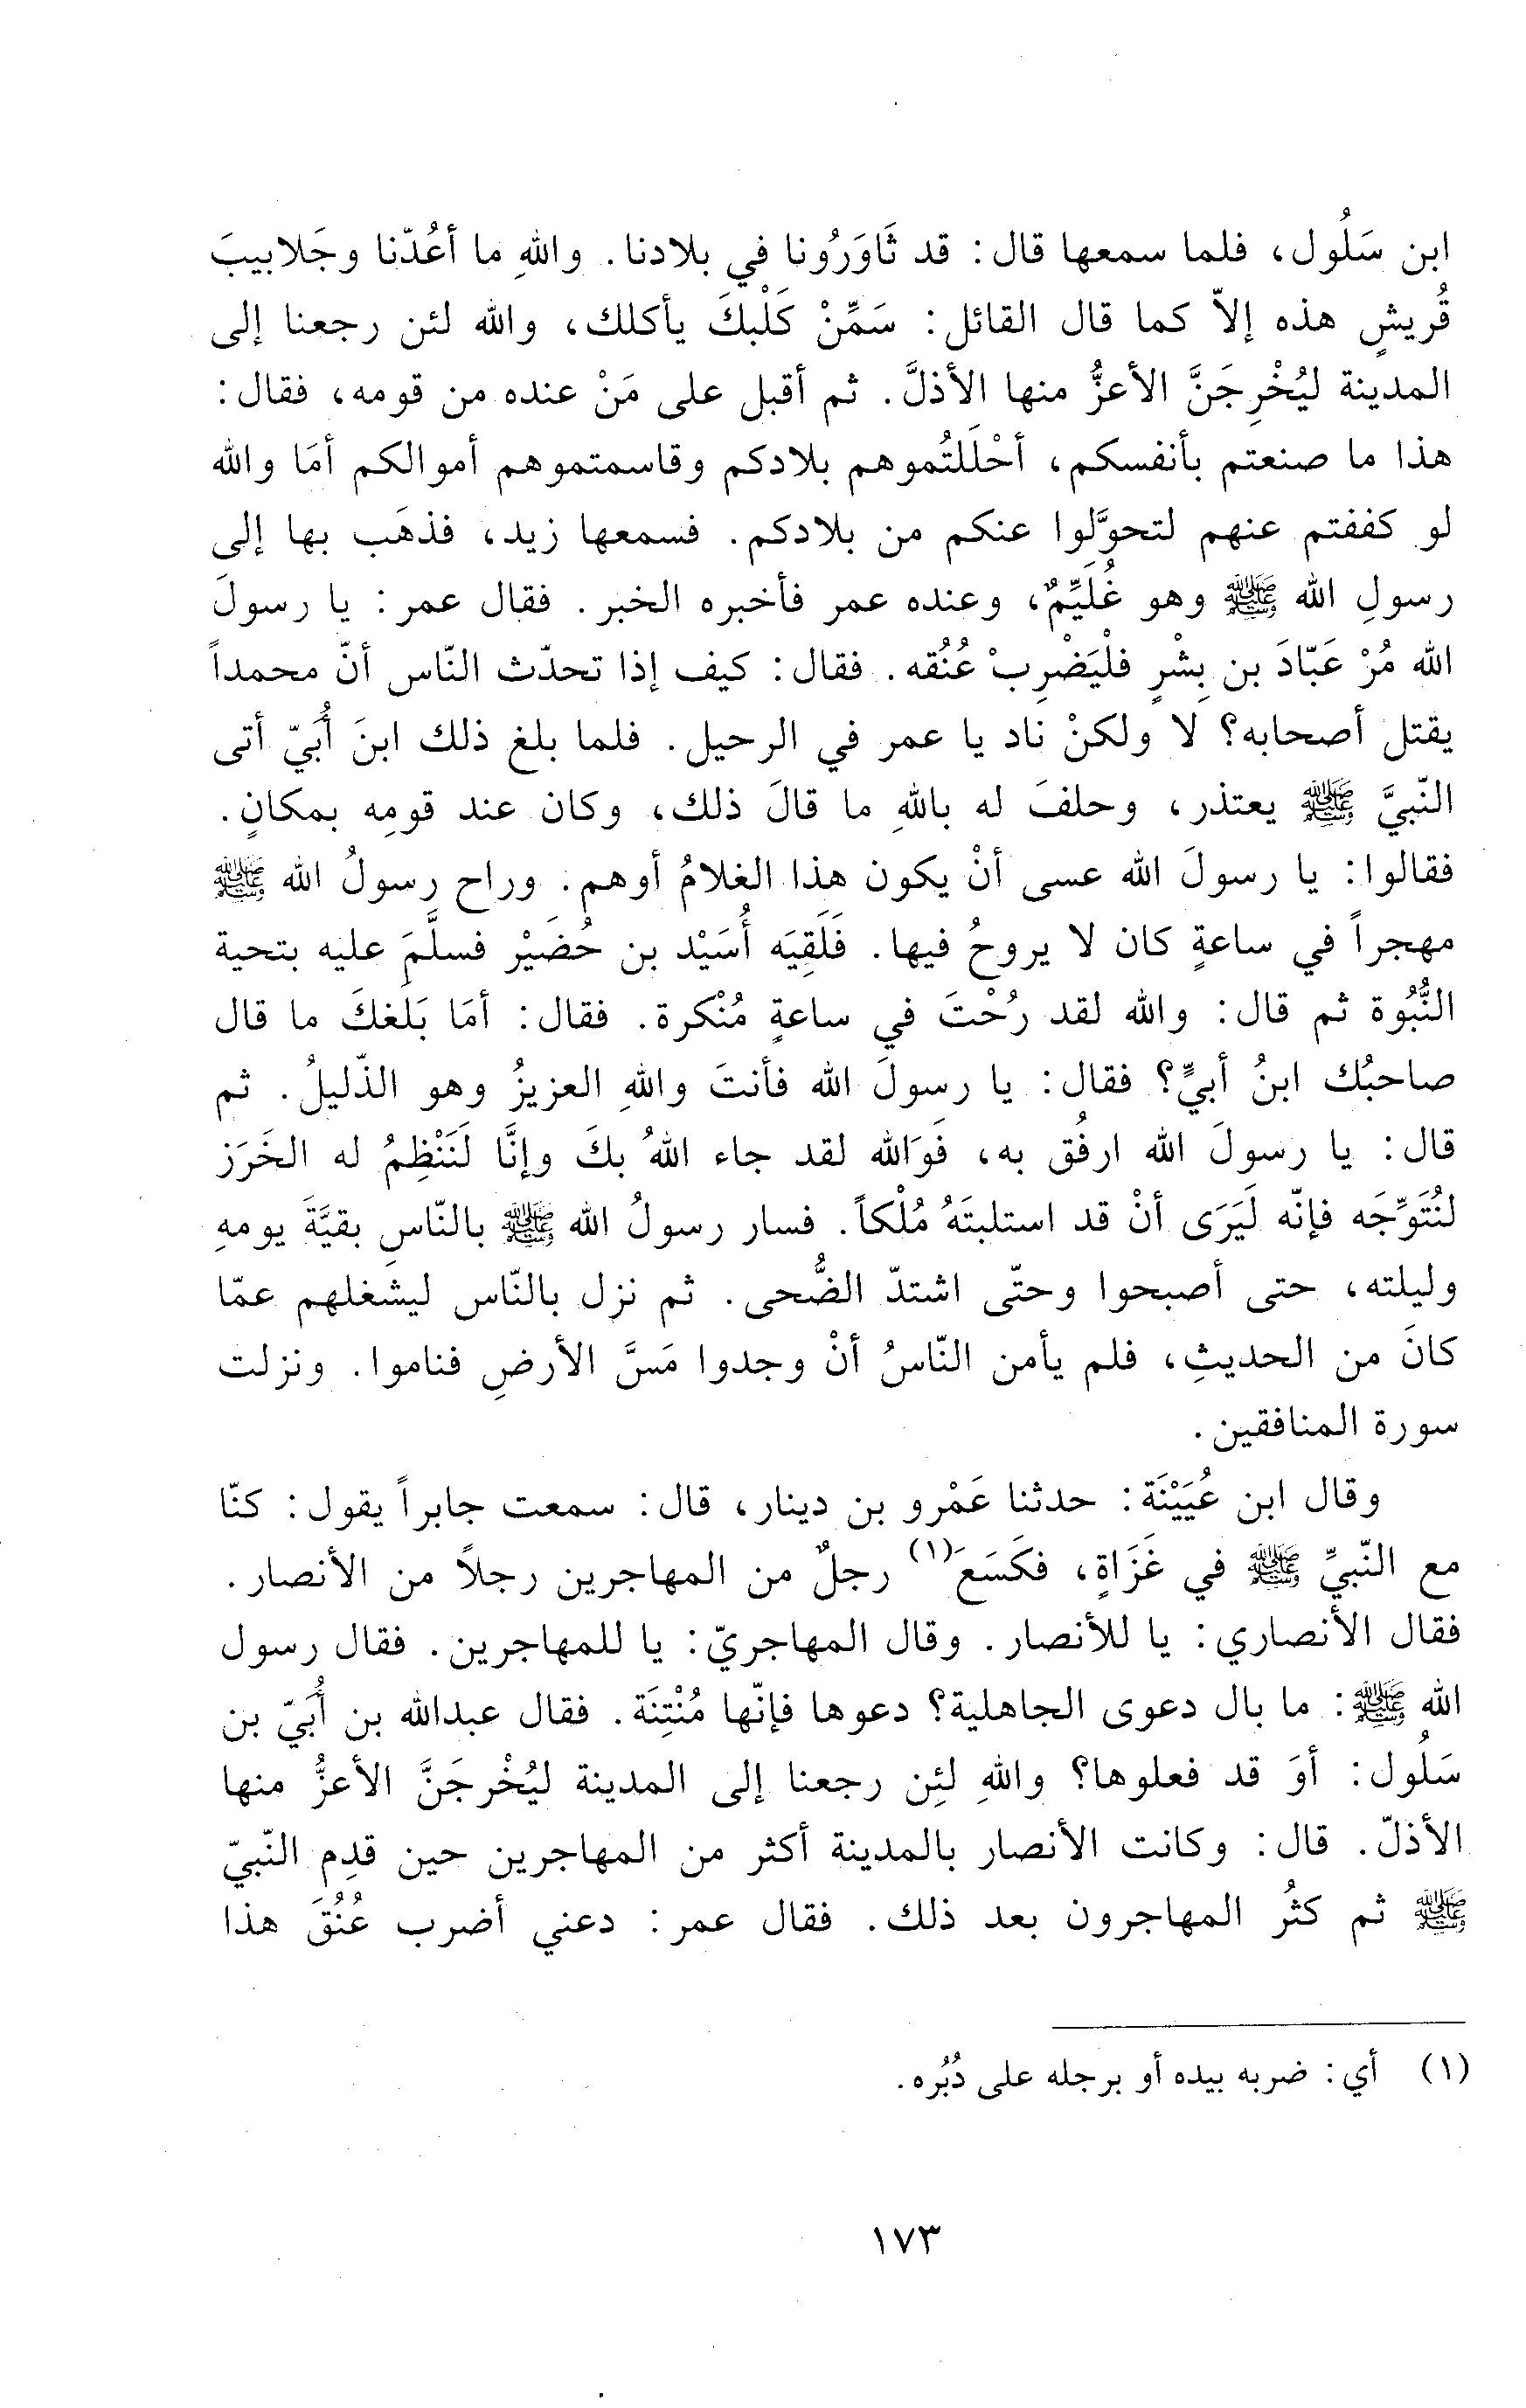 ابن سَلُول، فلما سمعها قال: قد ثَاوَرُونا في بلادنا. واللهِ ما أعُدّنا وجَلابيبَ
قُريشٍ هذه إلاّ كما قال القائل: سَمِّنْ كَلْبكَ يأكلك، والله لئن رجعنا إلى
المدينة ليُخْرِجَنَّ الأعزُّ منها الأذلَّ. ثم أقبل على مَنْ عنده من قومه، فقال:
هذا ما صنعتم بأنفسكم، أحْلَلتُموهم بلادكم وقاسمتموهم أموالكم أمَا والله
لو كففتم عنهم لتحوَّلوا عنكم من بلادكم. فسمعها زيد، فذهَب بها إلى
رسولِ الله ﷺ وهو غُلَيِّمٌ، وعنده عمر فأخبره الخبر. فقال عمر: يا رسولَ
الله مُرْ عَبّادَ بن بِشْرٍ فلْيَضْرِبْ عُنُقه. فقال: كيف إذا تحدّث النّاس أنّ محمداً
يقتل أصحابه؟ لا ولكنْ ناد يا عمر في الرحيل. فلما بلغ ذلك ابنَ أُبَيّ أتى
النّبيَّ ﷺ يعتذر، وحلفَ له باللهِ ما قالَ ذلك، وكان عند قومِه بمكانٍ.
فقالوا: يا رسولَ الله عسى أنْ يكون هذا الغلامُ أوهم. وراح رسولُ الله ﷺ
مهجراً في ساعةٍ كان لا يروحُ فيها. فَلَقِيَه أُسَيْد بن حُضَيْر فسلَّمَ عليه بتحية
النُّبُوة ثم قال: والله لقد رُحْتَ في ساعةٍ مُنْكرة. فقال: أمَا بَلَغكَ ما قال
صاحبُك ابنُ أبيٍّ؟ فقال: يا رسولَ الله فأنتَ واللهِ العزيزُ وهو الذّليلُ. ثم
قال: يا رسولَ الله ارفُق به، فَوَالله لقد جاء اللهُ بكَ وإنَّا لَنَنْظِمُ له الخَرَز
لنُتَوِّجَه فإنّه لَيَرَى أنْ قد استلبتَهُ مُلْكاً. فسار رسولُ الله ﷺ بالنّاسِ بقيَّةَ يومهِ
وليلته، حتى أصبحوا وحتّى اشتدّ الضُّحى. ثم نزل بالنّاس ليشغلهم عمّا
كانَ من الحديثِ، فلم يأمن النّاسُ أنْ وجدوا مَسَّ الأرضِ فناموا. ونزلت
سورة المنافقين.
وقال ابن عُيَيْنَة: حدثنا عَمْرو بن دينار، قال: سمعت جابراً يقول: كنّا
مع النّبيِّ ﷺ في غَزَاةٍ، فكَسَعَ(١) رجلٌ من المهاجرين رجلاً من الأنصار.
فقال الأنصاري: يا للأنصار. وقال المهاجريّ: يا للمهاجرين. فقال رسول
الله ﷺ: ما بال دعوى الجاهلية؟ دعوها فإنّها مُنْتِنَة. فقال عبدالله بن أُبَيّ بن
سَلُول: أوَ قد فعلوها؟ واللهِ لئِن رجعنا إلى المدينة ليُخْرجَنَّ الأعزُّ منها
الأذلّ. قال: وكانت الأنصار بالمدينة أكثر من المهاجرين حين قدِم النّبيّ
ﷺ ثم كثُر المهاجرون بعد ذلك. فقال عمر: دعني أضرب عُنُقَ هذا
(١) أي: ضربه بيده أو برجله على دُبُره.
١٧٣